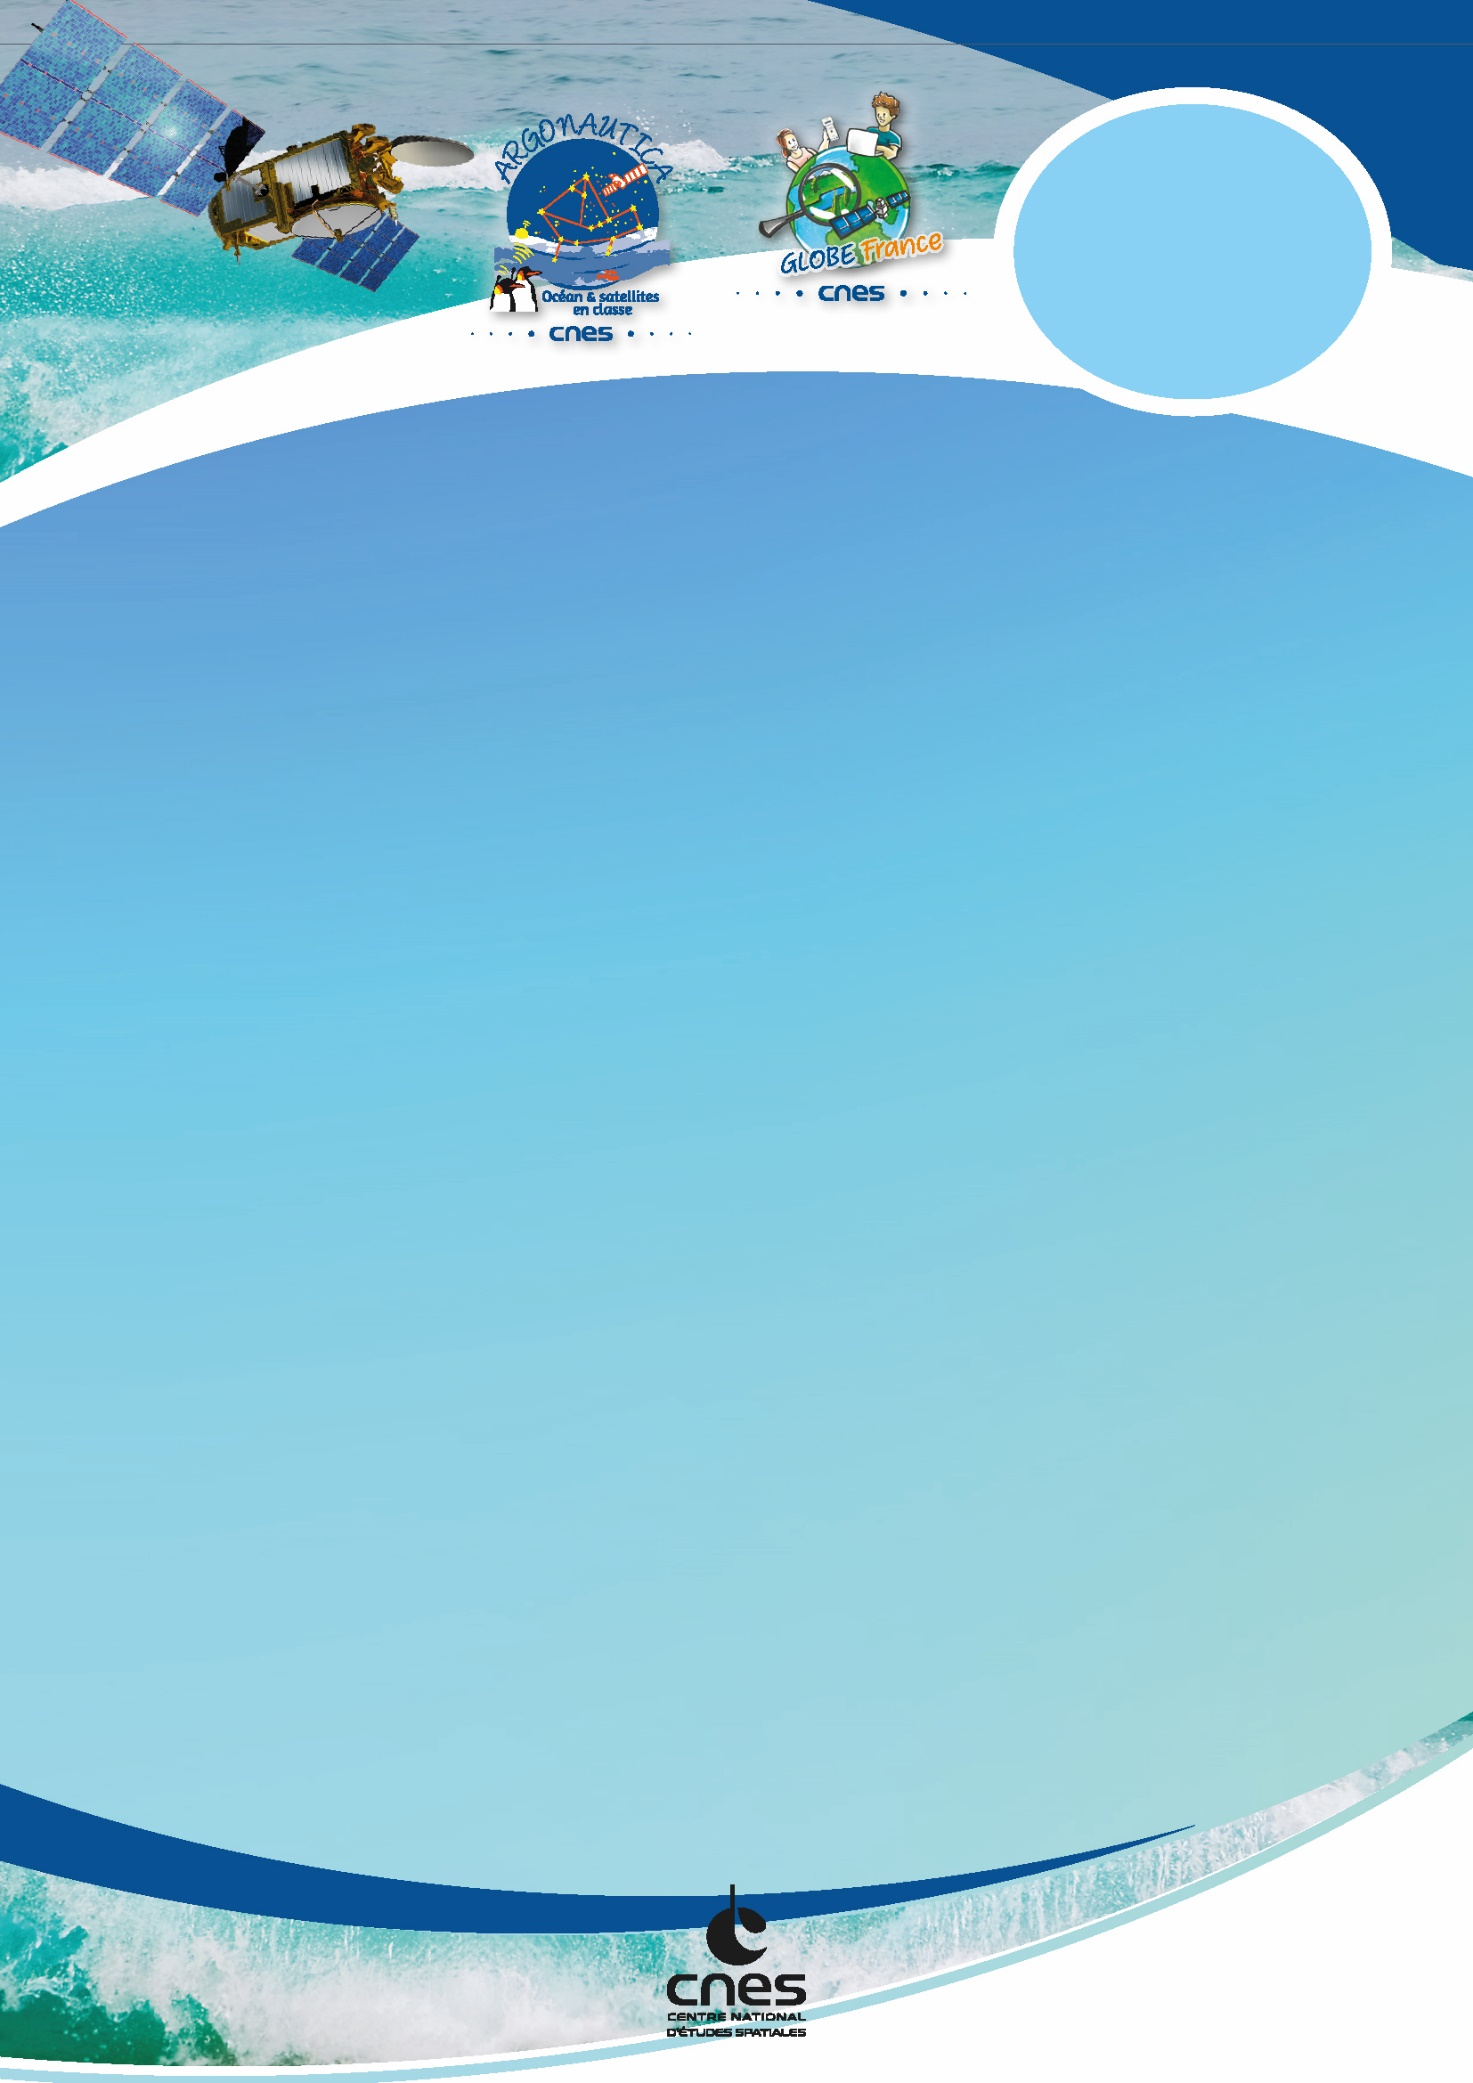 ARGONAUTICA
Océan & satellites
en classe
cnes
GLOBE France
cnes
cnes
CENTRE NATIONAL
D'ÉTUDES SPATIALES